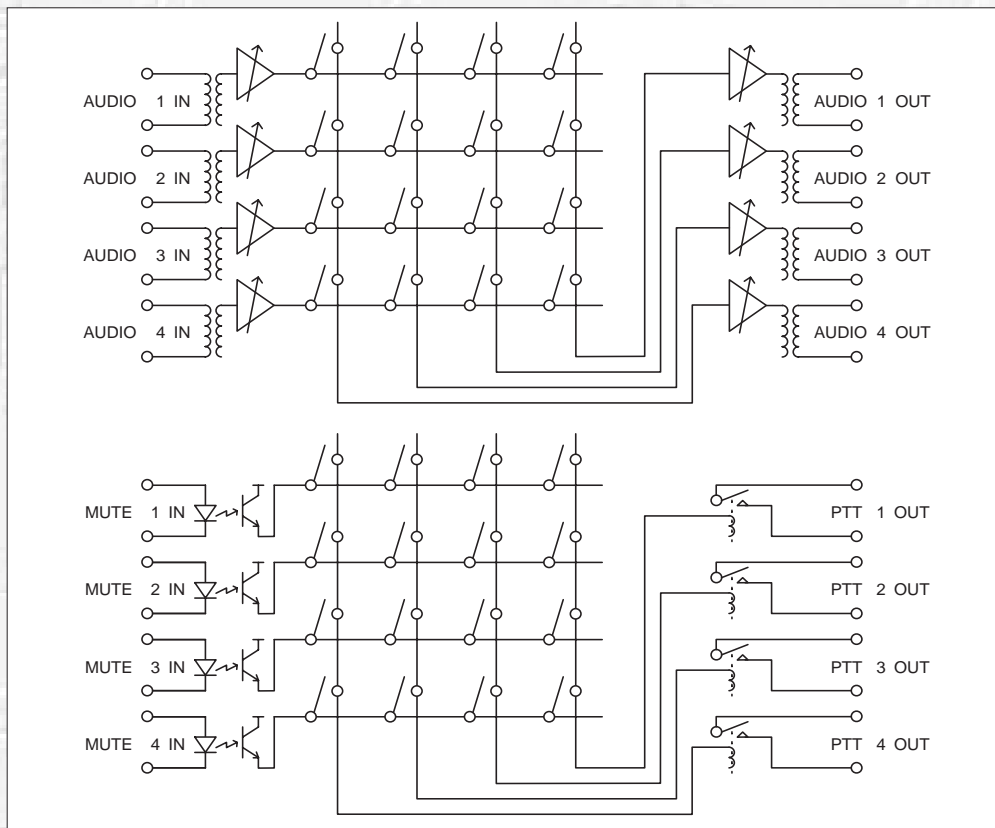 AUDIO 1 IN
AUDIO 1 OUT
AUDIO 2 IN
AUDIO 2 OUT
AUDIO 3 IN
AUDIO 3 OUT
AUDIO 4 IN
AUDIO 4 OUT
MUTE 1 IN
PTT 1 OUT
MUTE 2 IN
PTT 2 OUT
MUTE 3 IN
PTT 3 OUT
MUTE 4 IN
PTT 4 OUT